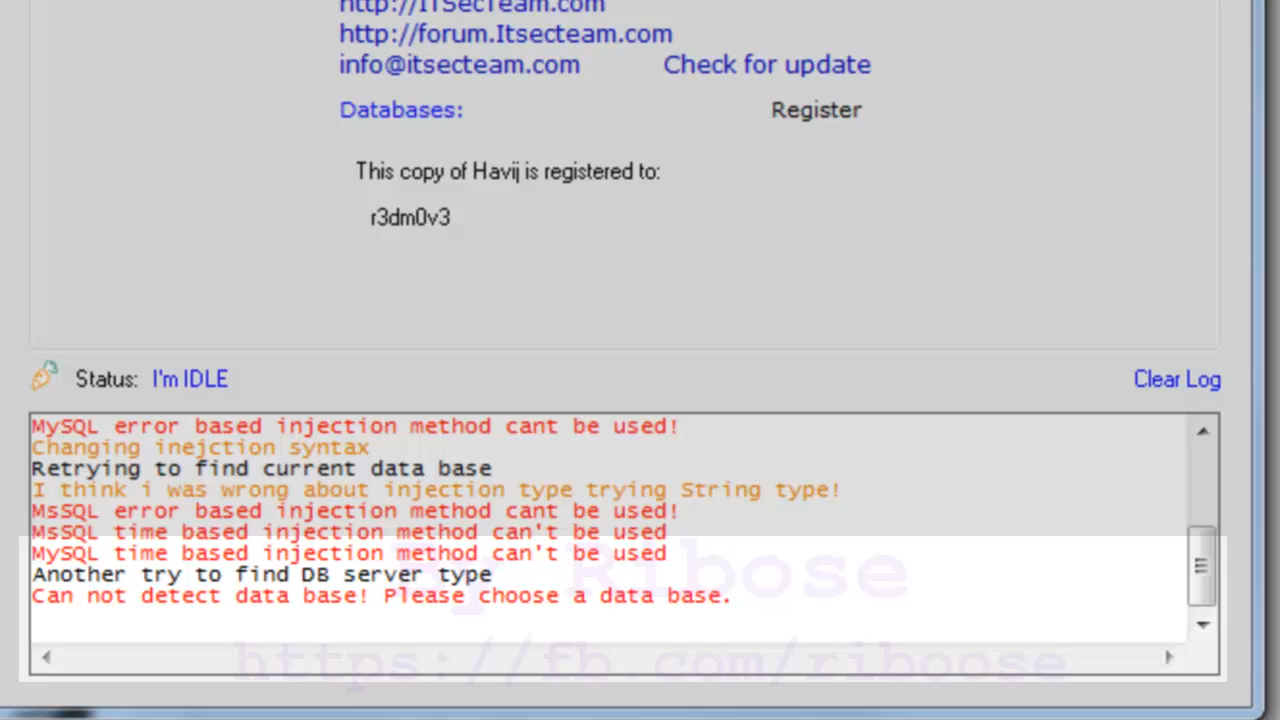 http://ITSecTeam.com
http://forum.Itsecteam.com
info@itsecteam.com Check for update
Databases: Register
This copy of Havij is registered to:
r3dm0v3
Status: I'm IDLE Clear Log
MySQL error based injection method cant be used!
Changing inejction syntax
Retrying to find current data base
I think i was wrong about injection type trying String type!
MsSQL error based injection method cant be used!
MsSQL time based injection method can't be used
MySQL time based injection method can't be used
Another try to find DB server type
Can not detect data base! Please choose a data base.
By Ribose
https://fb.com/riboose